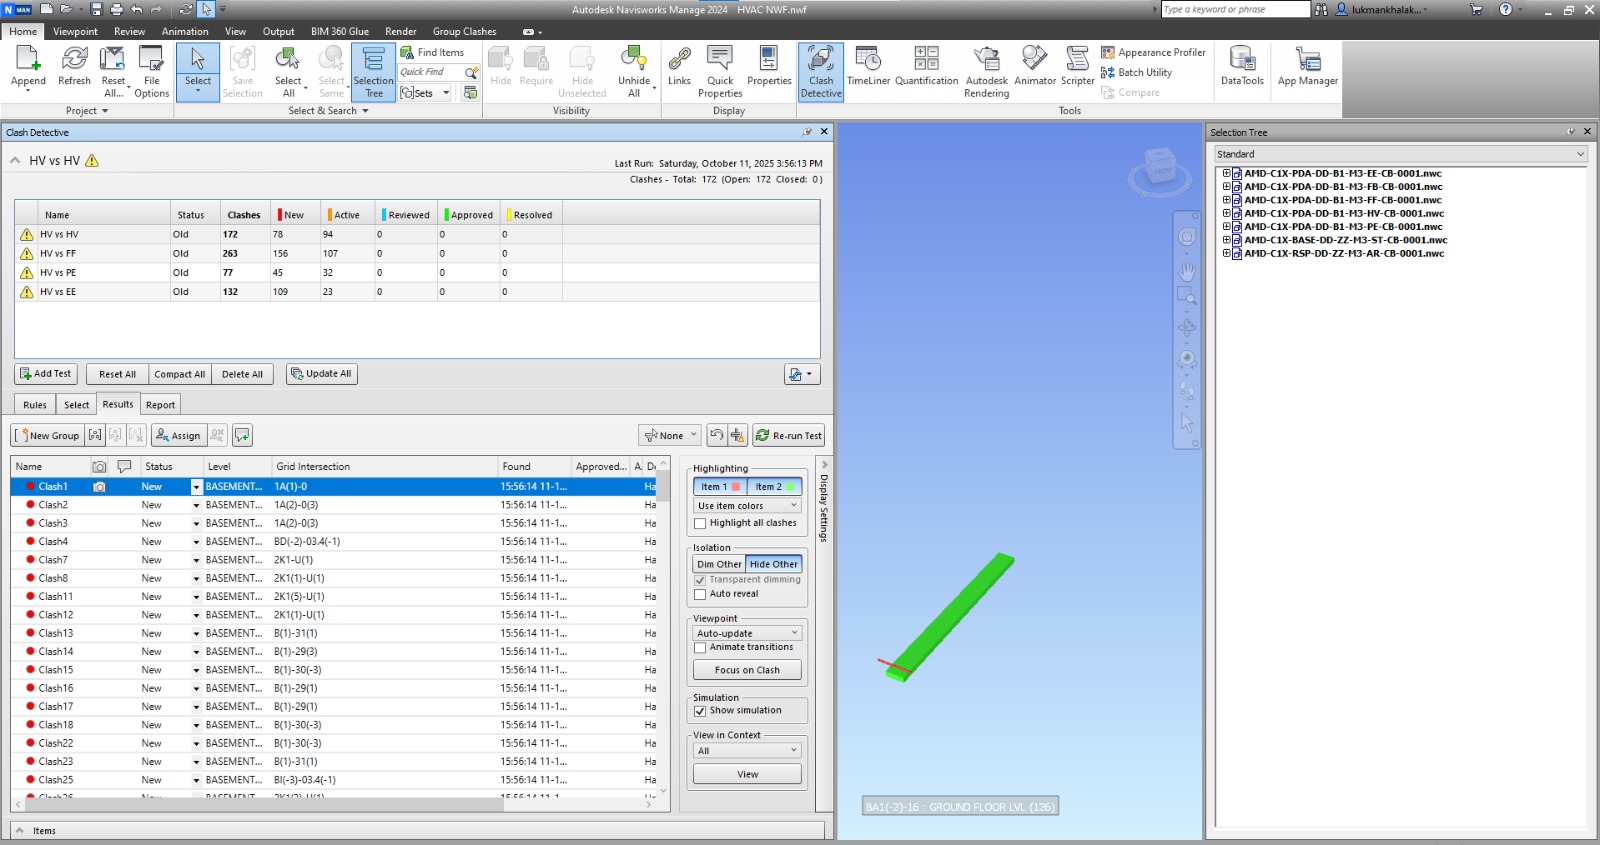 N MAN
Autodesk Navisworks Manage 2024 HVAC NWF.nwf
Type a keyword or phrase
lukmankhalak...
Home Viewpoint Review Animation View Output BIM 360 Glue Render Group Clashes
Append Refresh Reset All... File Options
Project
Select Save Selection Select All Select Same Selection Tree Find Items Quick Find Sets
Select & Search
Hide Require Hide Unselected Unhide All
Visibility
Links Quick Properties Properties
Display
Clash Detective TimeLiner Quantification Autodesk Rendering Animator Scripter Appearance Profiler Batch Utility Compare
Tools
DataTools App Manager
Clash Detective
HV vs HV
Last Run: Saturday, October 11, 2025 3:56:13 PM
Clashes - Total: 172 (Open: 172 Closed: 0 )
Name Status Clashes New Active Reviewed Approved Resolved
HV vs HV Old 172 78 94 0 0 0
HV vs FF Old 263 156 107 0 0 0
HV vs PE Old 77 45 32 0 0 0
HV vs EE Old 132 109 23 0 0 0
Add Test Reset All Compact All Delete All Update All
Rules Select Results Report
New Group Assign None Re-run Test
Name Status Level Grid Intersection Found Approved... A. De
Clash1 New BASEMENT... 1A(1)-0 15:56:14 11-1... Ha
Clash2 New BASEMENT... 1A(2)-0(3) 15:56:14 11-1... Ha
Clash3 New BASEMENT... 1A(2)-0(3) 15:56:14 11-1... Ha
Clash4 New BASEMENT... BD(-2)-03.4(-1) 15:56:14 11-1... Ha
Clash7 New BASEMENT... 2K1-U(1) 15:56:14 11-1... Ha
Clash8 New BASEMENT... 2K1(1)-U(1) 15:56:14 11-1... Ha
Clash11 New BASEMENT... 2K1(5)-U(1) 15:56:14 11-1... Ha
Clash12 New BASEMENT... 2K1(1)-U(1) 15:56:14 11-1... Ha
Clash13 New BASEMENT... B(1)-31(1) 15:56:14 11-1... Ha
Clash14 New BASEMENT... B(1)-29(3) 15:56:14 11-1... Ha
Clash15 New BASEMENT... B(1)-30(-3) 15:56:14 11-1... Ha
Clash16 New BASEMENT... B(1)-29(1) 15:56:14 11-1... Ha
Clash17 New BASEMENT... B(1)-29(1) 15:56:14 11-1... Ha
Clash18 New BASEMENT... B(1)-30(-3) 15:56:14 11-1... Ha
Clash22 New BASEMENT... B(1)-30(-3) 15:56:14 11-1... Ha
Clash23 New BASEMENT... B(1)-31(1) 15:56:14 11-1... Ha
Clash25 New BASEMENT... BI(-3)-03.4(-1) 15:56:14 11-1... Ha
Highlighting
Item 1 Item 2
Use item colors
Highlight all clashes
Isolation
Dim Other Hide Other
Transparent dimming
Auto reveal
Viewpoint
Auto-update
Animate transitions
Focus on Clash
Simulation
Show simulation
View in Context
All
View
Display Settings
Items
FRONT
BA1(-2)-16 : GROUND FLOOR LVL (126)
Selection Tree
Standard
AMD-C1X-PDA-DD-B1-M3-EE-CB-0001.nwc
AMD-C1X-PDA-DD-B1-M3-FB-CB-0001.nwc
AMD-C1X-PDA-DD-B1-M3-FF-CB-0001.nwc
AMD-C1X-PDA-DD-B1-M3-HV-CB-0001.nwc
AMD-C1X-PDA-DD-B1-M3-PE-CB-0001.nwc
AMD-C1X-BASE-DD-ZZ-M3-ST-CB-0001.nwc
AMD-C1X-RSP-DD-ZZ-M3-AR-CB-0001.nwc